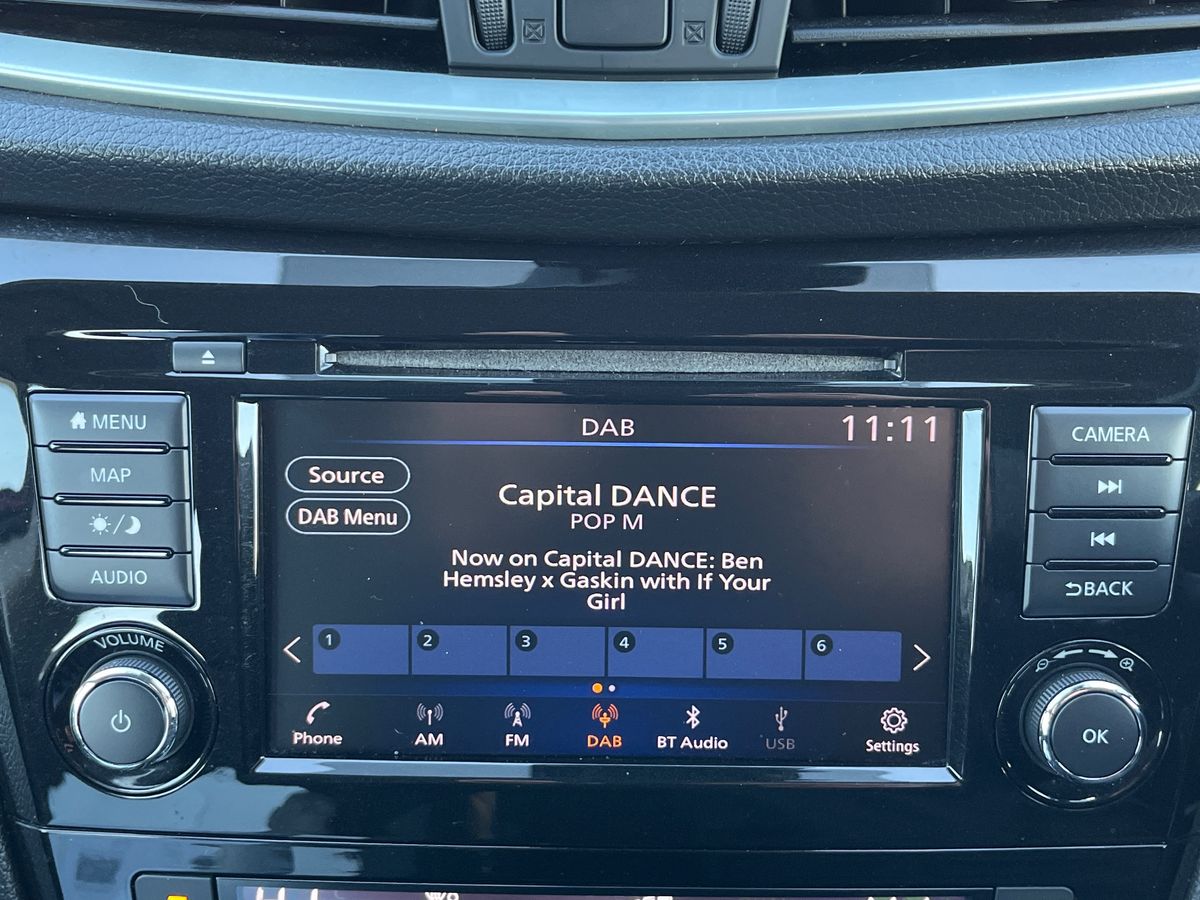 MENU
MAP
AUDIO
VOLUME
DAB
11:11
Source
DAB Menu
Capital DANCE
POP M
Now on Capital DANCE: Ben
Hemsley x Gaskin with If Your
Girl
1 2 3 4 5 6
Phone AM FM DAB BT Audio USB Settings
CAMERA
BACK
OK